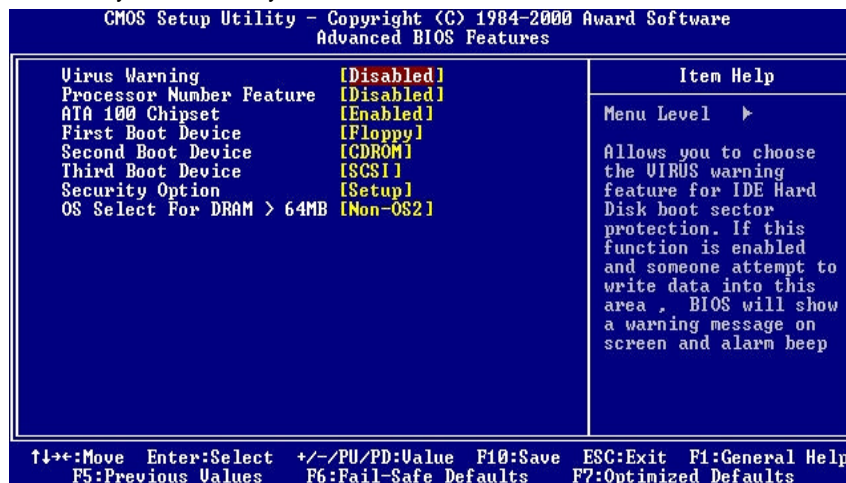 CMOS Setup Utility - Copyright (C) 1984-2000 Award Software
Advanced BIOS Features
Virus Warning [Disabled]
Processor Number Feature [Disabled]
ATA 100 Chipset [Enabled]
First Boot Device [Floppy]
Second Boot Device [CDROM]
Third Boot Device [SCSI]
Security Option [Setup]
OS Select For DRAM > 64MB [Non-OS2]
Item Help
Menu Level ▶
Allows you to choose
the VIRUS warning
feature for IDE Hard
Disk boot sector
protection. If this
function is enabled
and someone attempt to
write data into this
area , BIOS will show
a warning message on
screen and alarm beep
↑↓→←:Move Enter:Select +/-/PU/PD:Value F10:Save ESC:Exit F1:General Help
F5:Previous Values F6:Fail-Safe Defaults F7:Optimized Defaults